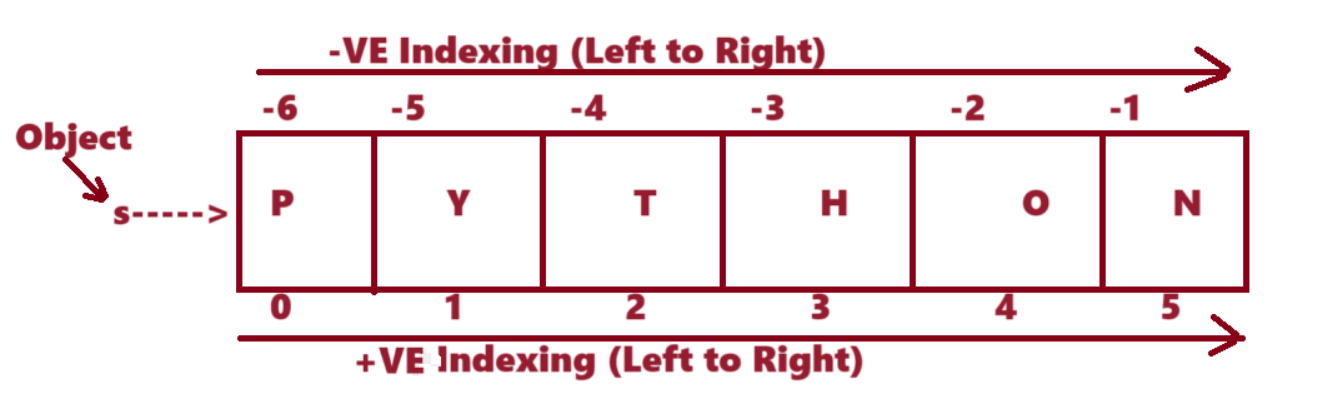 -VE Indexing (Left to Right)
-6 -5 -4 -3 -2 -1
Object
s-----> P Y T H O N
0 1 2 3 4 5
+VE Indexing (Left to Right)